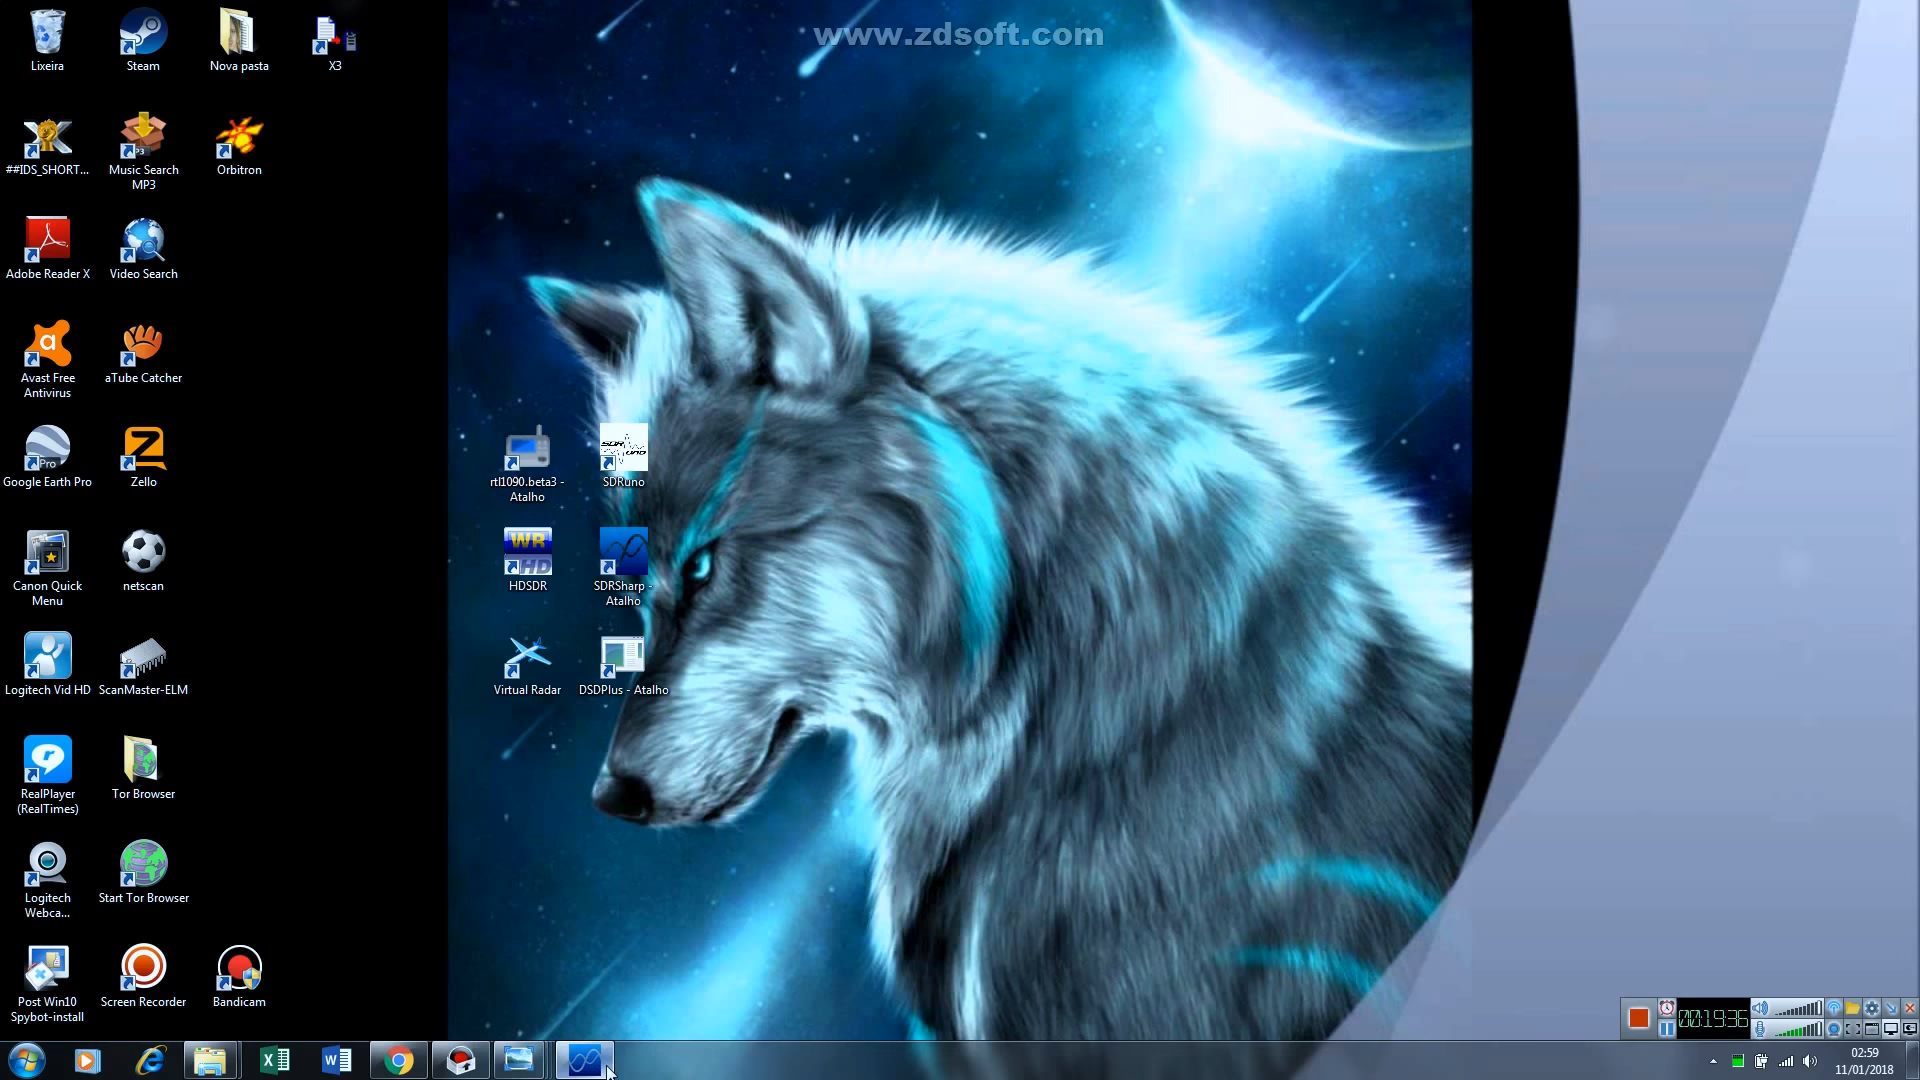 www.zdsoft.com
Lixeira
Steam
Nova pasta
X3
##IDS_SHORT...
Music Search
MP3
Orbitron
Adobe Reader X
Video Search
Avast Free
Antivirus
aTube Catcher
Google Earth Pro
Zello
rtl1090.beta3 -
Atalho
SDRuno
Canon Quick
Menu
netscan
HDSDR
SDRSharp -
Atalho
Logitech Vid HD
ScanMaster-ELM
Virtual Radar
DSDPlus - Atalho
RealPlayer
(RealTimes)
Tor Browser
Logitech
Webca...
Start Tor Browser
Post Win10
Spybot-install
Screen Recorder
Bandicam
00:19:36
02:59
11/01/2018